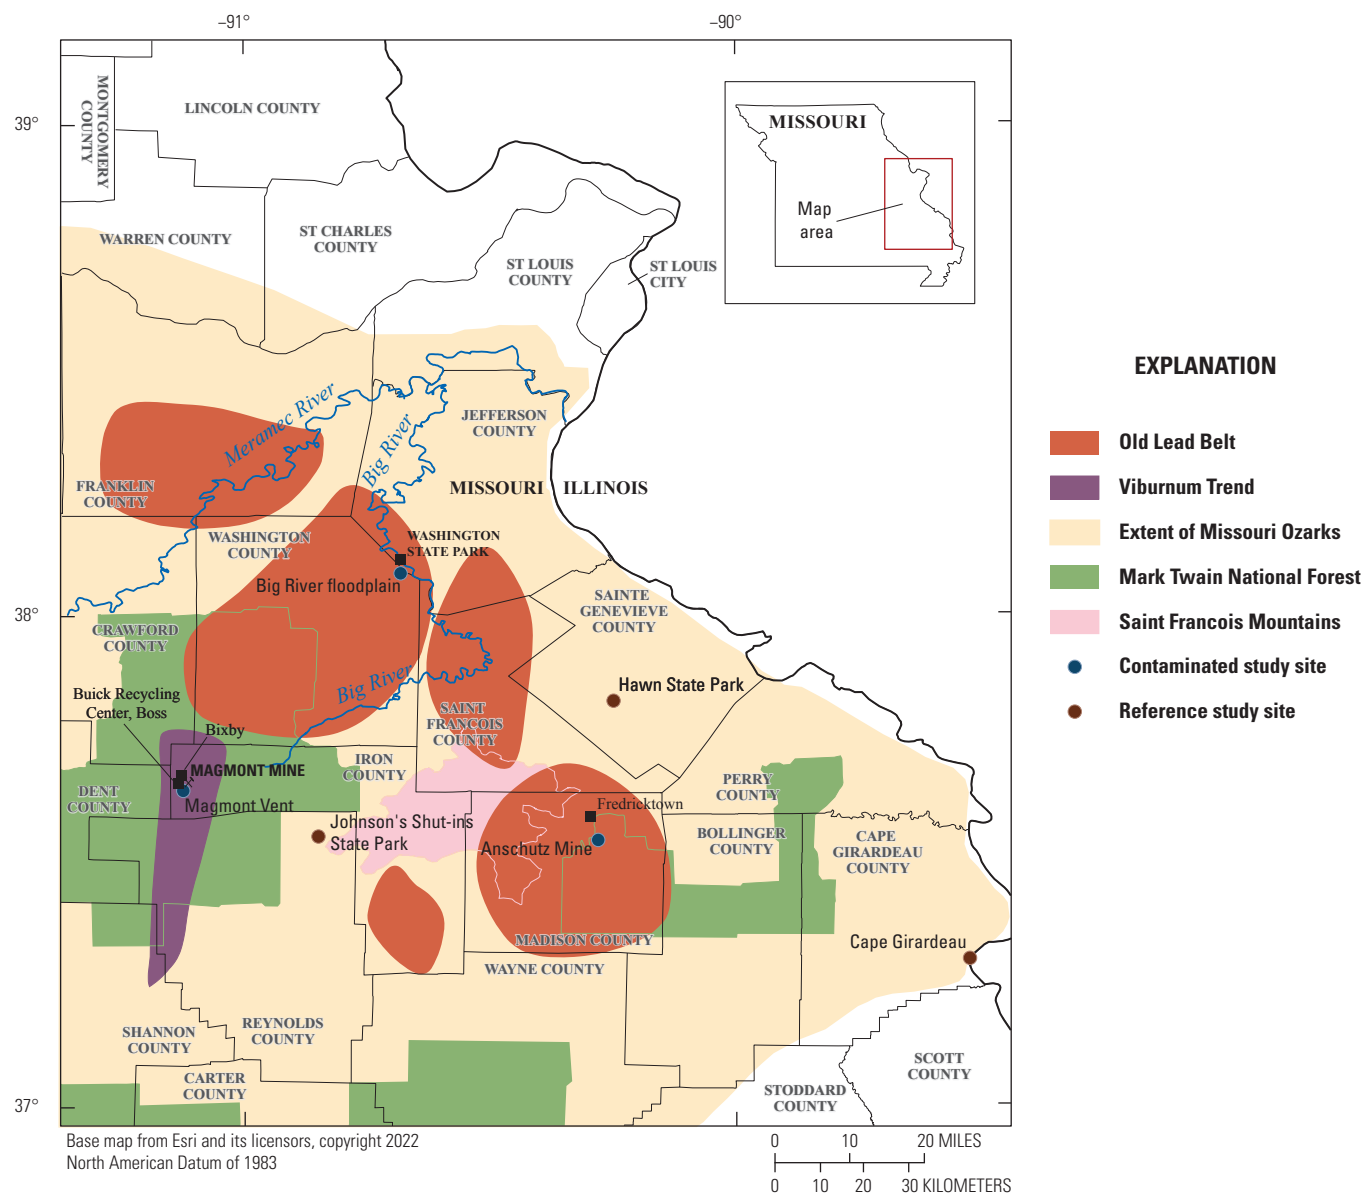 –91°
–90°
39°
38°
37°
MONTGOMERY
COUNTY
LINCOLN COUNTY
WARREN COUNTY
ST CHARLES
COUNTY
ST LOUIS
COUNTY
ST LOUIS
CITY
MISSOURI
Map
area
Meramec River
Big River
JEFFERSON
COUNTY
FRANKLIN
COUNTY
MISSOURI
ILLINOIS
WASHINGTON
COUNTY
WASHINGTON
STATE PARK
Big River floodplain
SAINTE
GENEVIEVE
COUNTY
CRAWFORD
COUNTY
Big River
Hawn State Park
Buick Recycling
Center, Boss
Bixby
SAINT
FRANCOIS
COUNTY
IRON
COUNTY
MAGMONT MINE
Magmont Vent
DENT
COUNTY
PERRY
COUNTY
Fredricktown
Johnson's Shut-ins
State Park
Anschutz Mine
BOLLINGER
COUNTY
CAPE
GIRARDEAU
COUNTY
MADISON COUNTY
Cape Girardeau
WAYNE COUNTY
SHANNON
COUNTY
REYNOLDS
COUNTY
CARTER
COUNTY
SCOTT
COUNTY
STODDARD
COUNTY
Base map from Esri and its licensors, copyright 2022
North American Datum of 1983
0 10 20 MILES
0 10 20 30 KILOMETERS
EXPLANATION
Old Lead Belt
Viburnum Trend
Extent of Missouri Ozarks
Mark Twain National Forest
Saint Francois Mountains
Contaminated study site
Reference study site